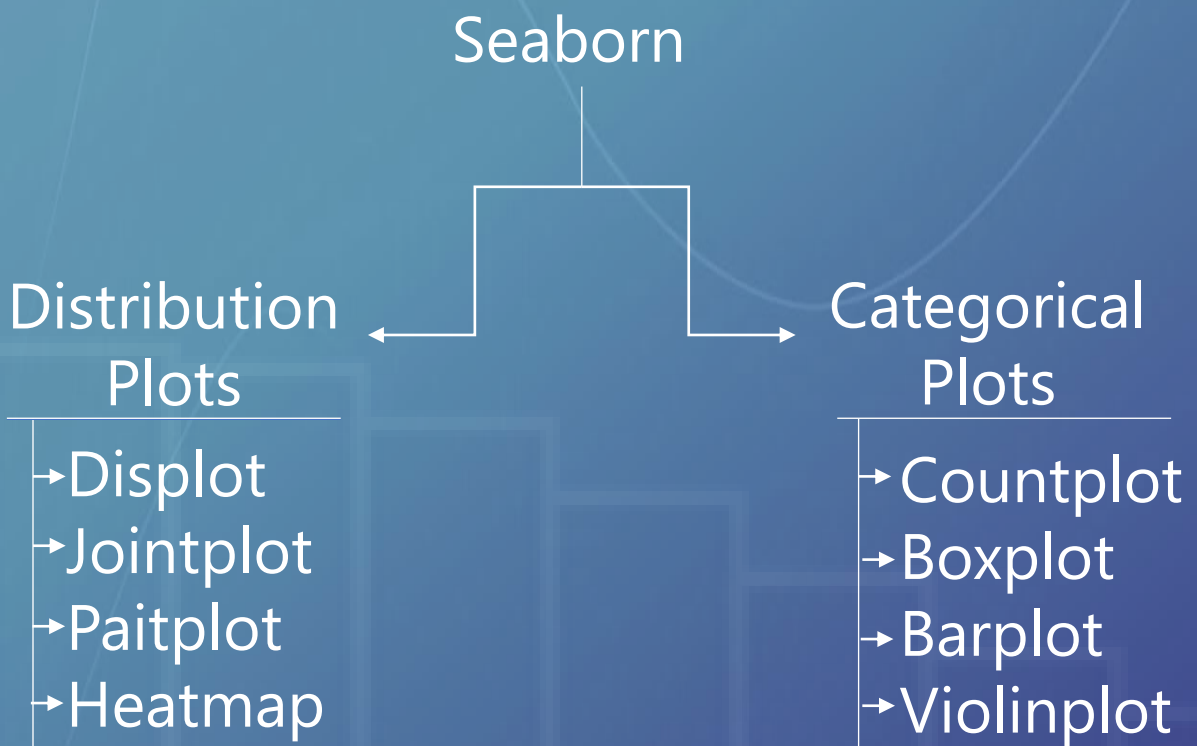 Seaborn
Distribution
Plots
Displot
Jointplot
Paitplot
Heatmap
Categorical
Plots
Countplot
Boxplot
Barplot
Violinplot